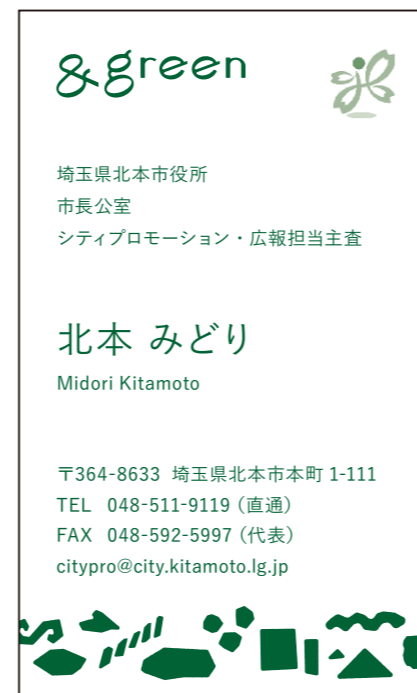 &green
埼玉県北本市役所
市長公室
シティプロモーション・広報担当主査
北本 みどり
Midori Kitamoto
〒364-8633 埼玉県北本市本町 1-111
TEL 048-511-9119（直通）
FAX 048-592-5997（代表）
citypro@city.kitamoto.lg.jp